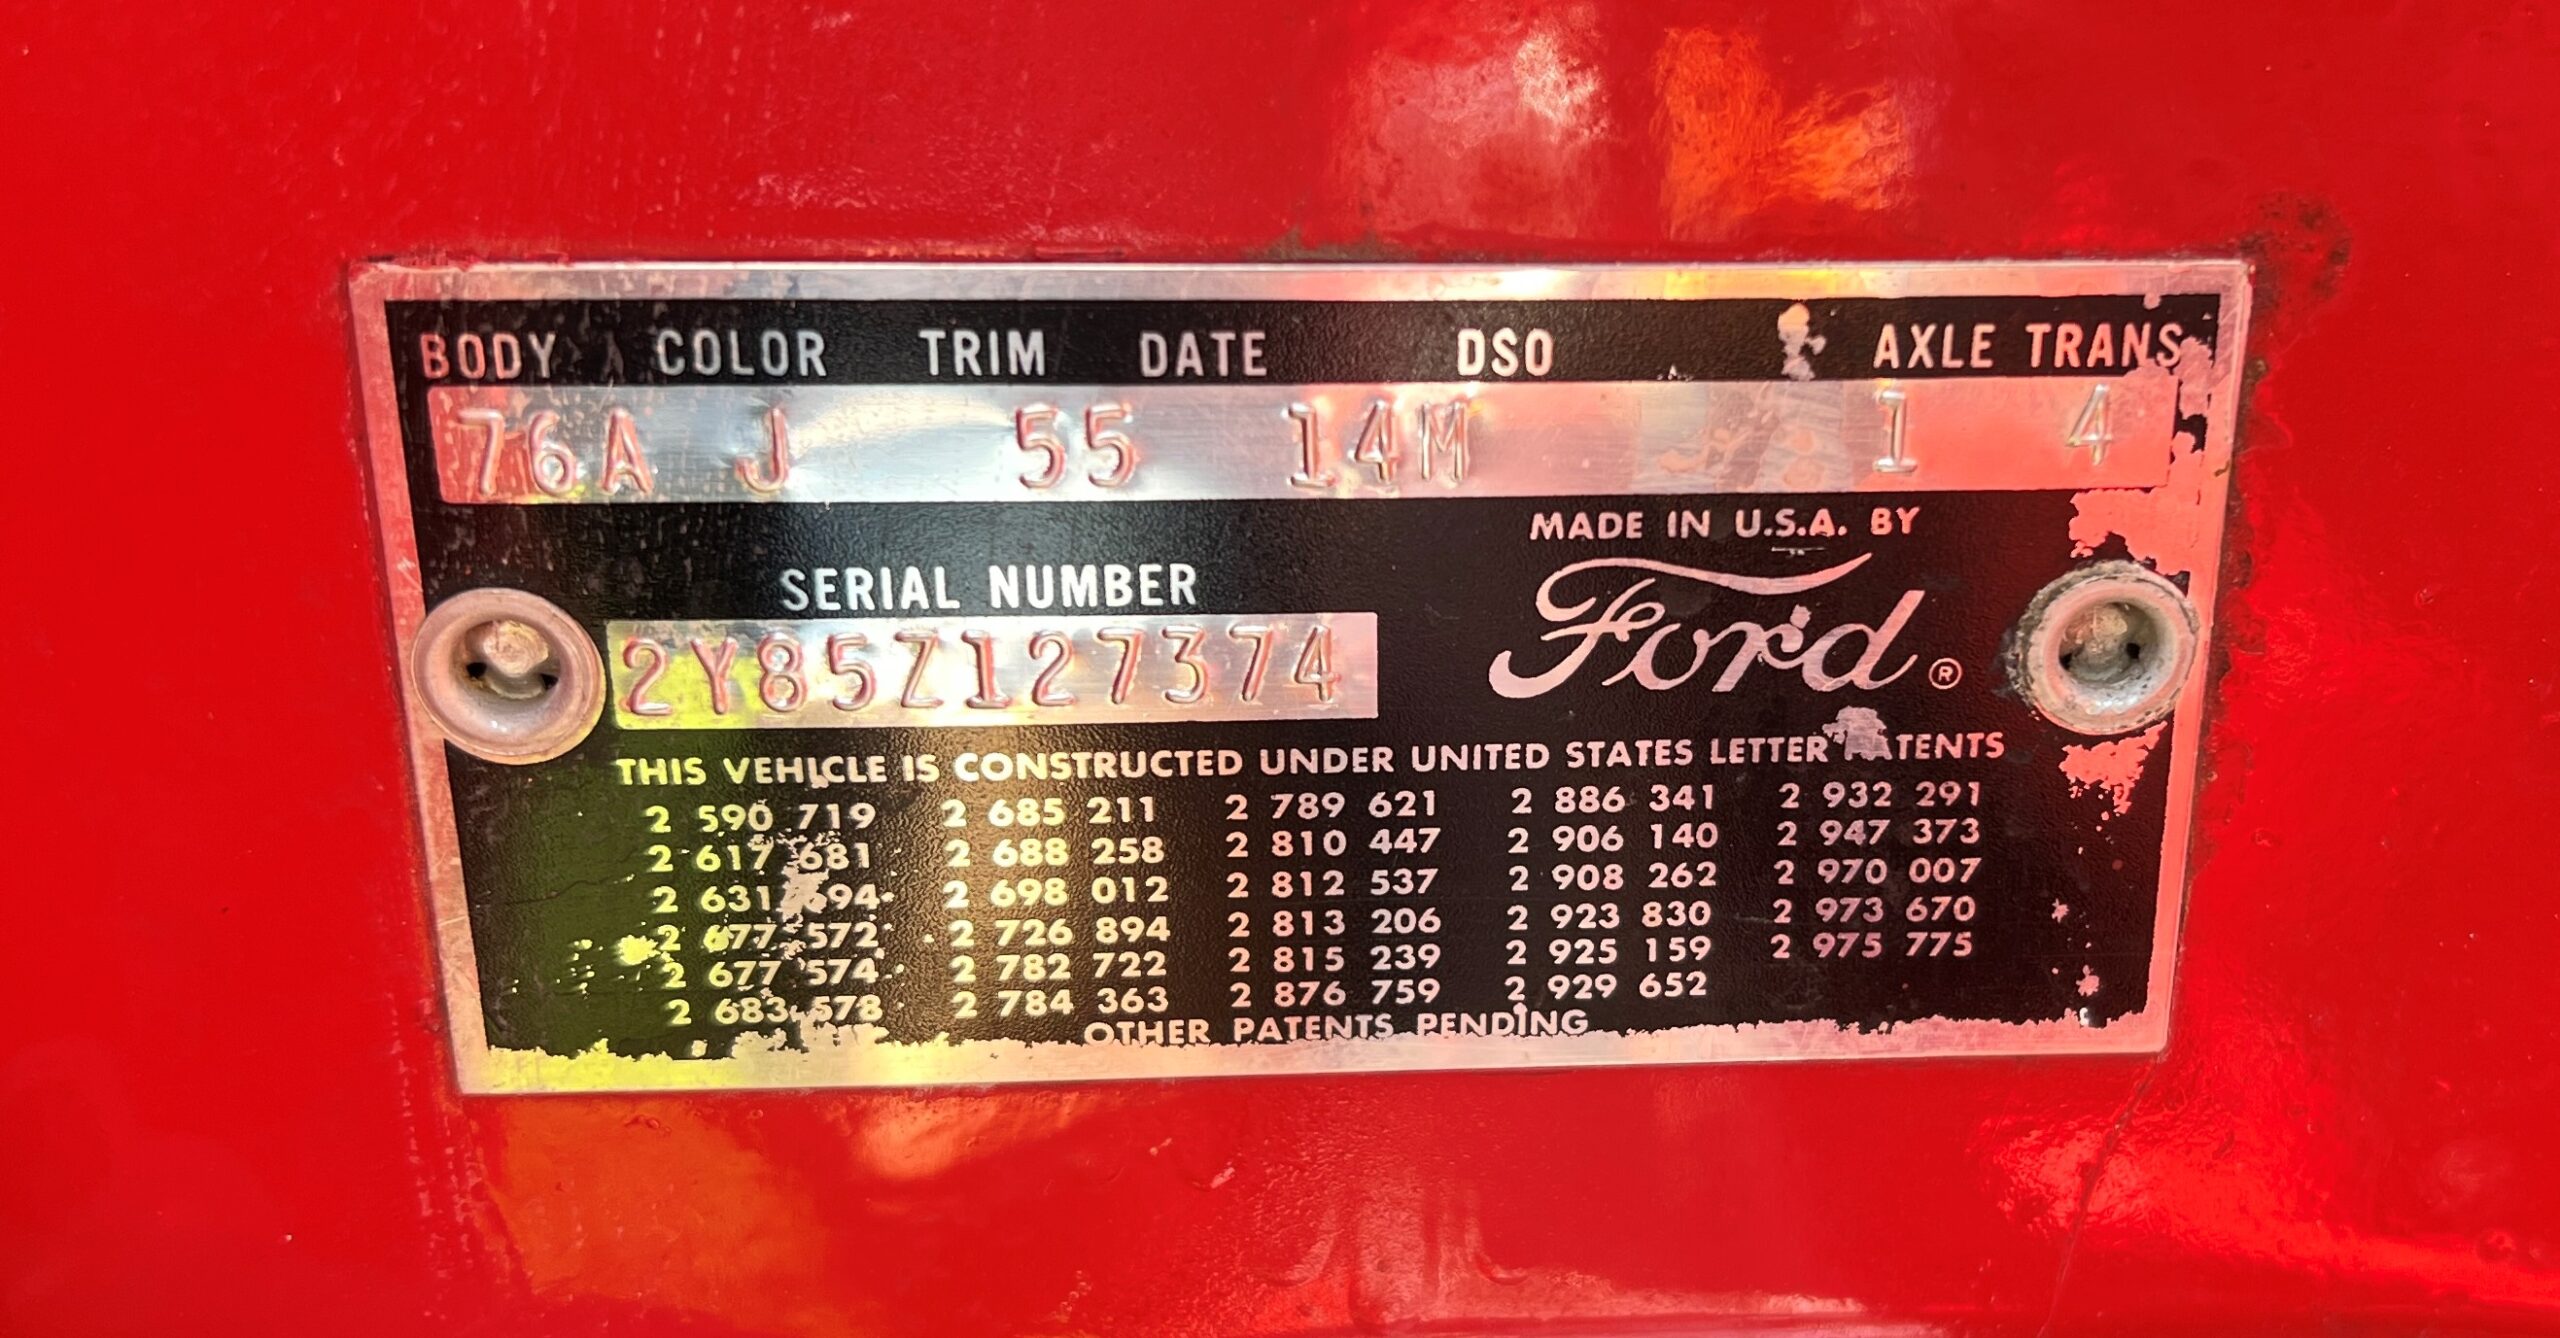 BODY COLOR TRIM DATE DSO AXLE TRANS
76A J 55 14M 1 4
MADE IN U.S.A. BY
Ford ®
SERIAL NUMBER
2Y85Z127374
THIS VEHICLE IS CONSTRUCTED UNDER UNITED STATES LETTER PATENTS
2 590 719 2 685 211 2 789 621 2 886 341 2 932 291
2 617 681 2 688 258 2 810 447 2 906 140 2 947 373
2 631 694 2 698 012 2 812 537 2 908 262 2 970 007
2 677 572 2 726 894 2 813 206 2 923 830 2 973 670
2 677 574 2 782 722 2 815 239 2 925 159 2 975 775
2 683 578 2 784 363 2 876 759 2 929 652
OTHER PATENTS PENDING